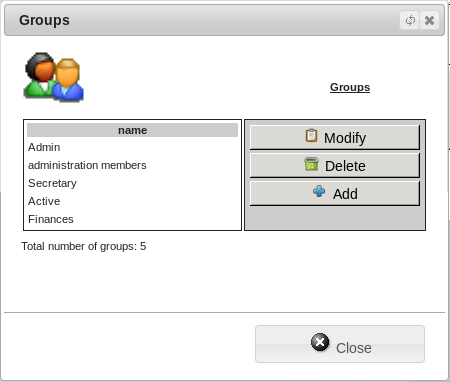 Groups
Groups
name
Admin
administration members
Secretary
Active
Finances
Modify
Delete
Add
Total number of groups: 5
Close